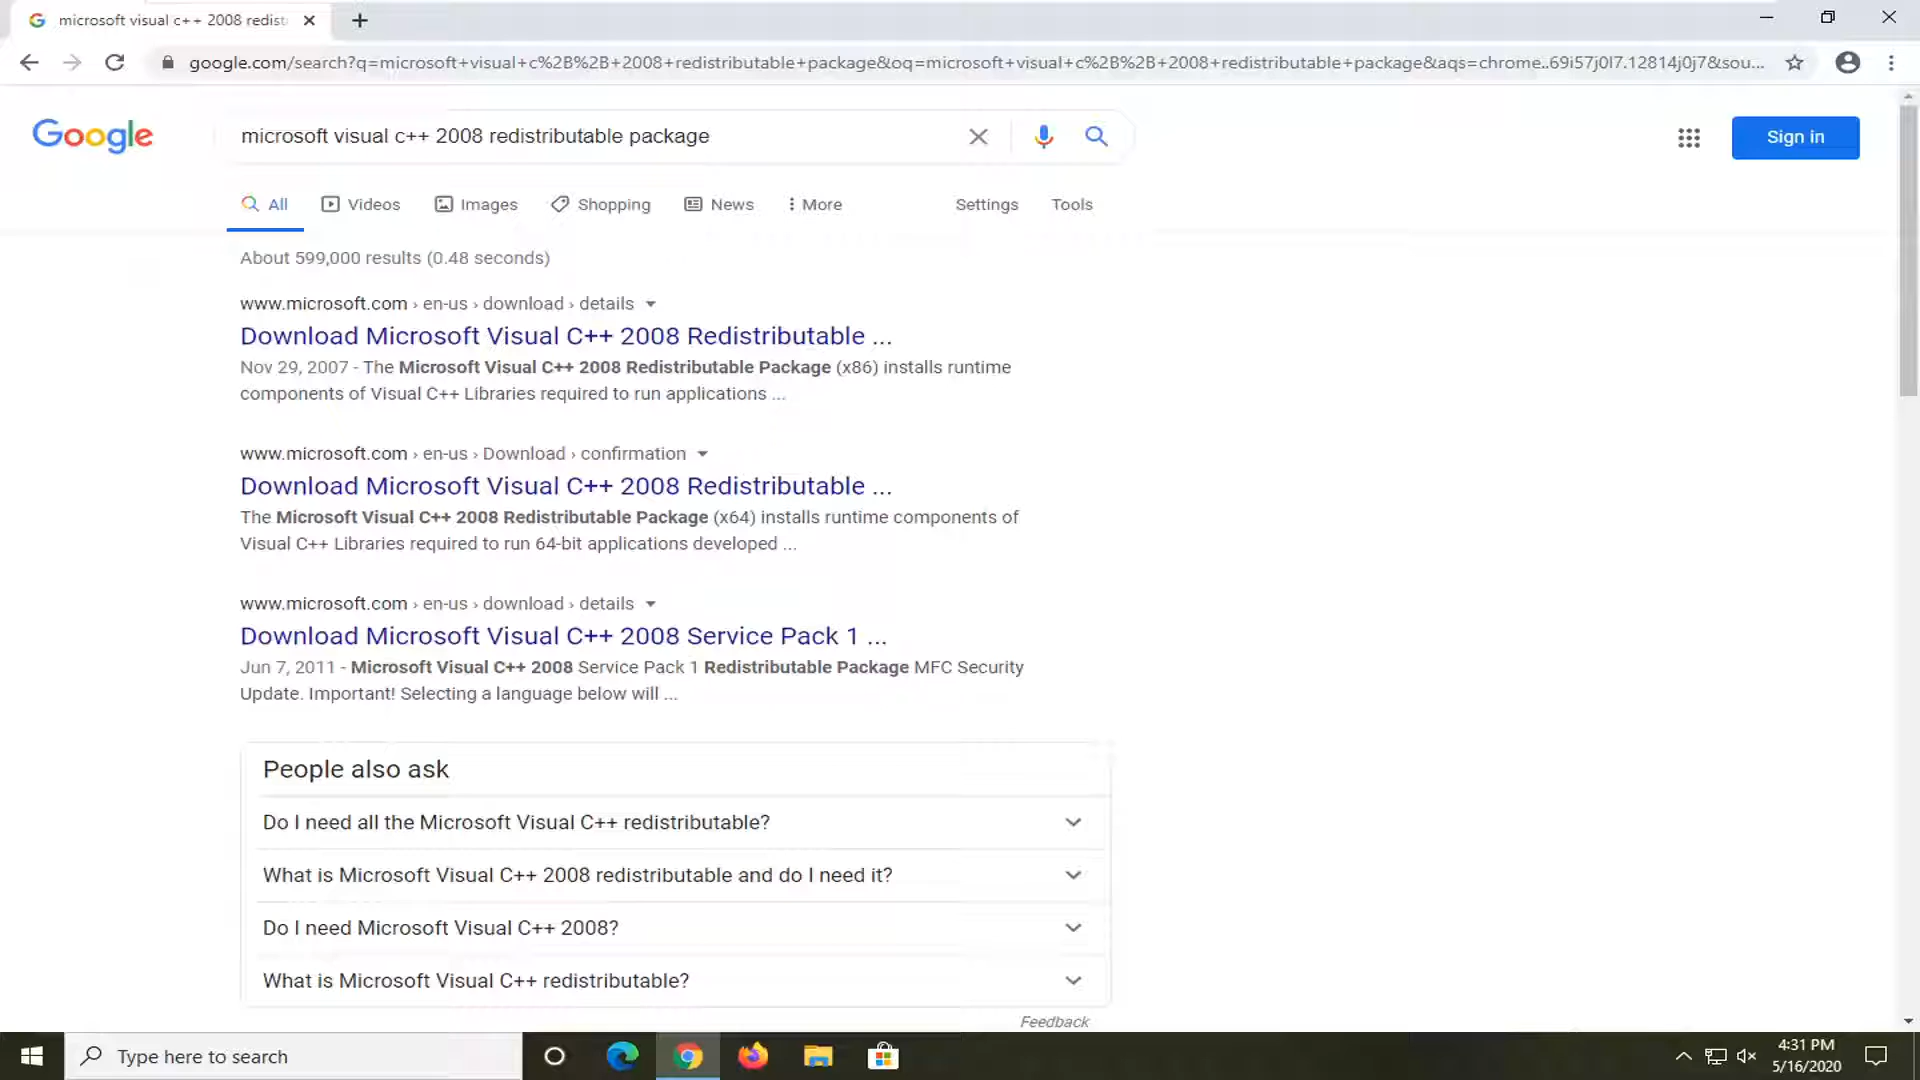 microsoft visual c++ 2008 redist
google.com/search?q=microsoft+visual+c%2B%2B+2008+redistributable+package&oq=microsoft+visual+c%2B%2B+2008+redistributable+package&aqs=chrome..69i57j0l7.12814j0j7&sou...
Google
microsoft visual c++ 2008 redistributable package
Sign in
All
Videos
Images
Shopping
News
More
Settings
Tools
About 599,000 results (0.48 seconds)
www.microsoft.com › en-us › download › details
Download Microsoft Visual C++ 2008 Redistributable ...
Nov 29, 2007 - The Microsoft Visual C++ 2008 Redistributable Package (x86) installs runtime
components of Visual C++ Libraries required to run applications ...
www.microsoft.com › en-us › Download › confirmation
Download Microsoft Visual C++ 2008 Redistributable ...
The Microsoft Visual C++ 2008 Redistributable Package (x64) installs runtime components of
Visual C++ Libraries required to run 64-bit applications developed ...
www.microsoft.com › en-us › download › details
Download Microsoft Visual C++ 2008 Service Pack 1 ...
Jun 7, 2011 - Microsoft Visual C++ 2008 Service Pack 1 Redistributable Package MFC Security
Update. Important! Selecting a language below will ...
People also ask
Do I need all the Microsoft Visual C++ redistributable?
What is Microsoft Visual C++ 2008 redistributable and do I need it?
Do I need Microsoft Visual C++ 2008?
What is Microsoft Visual C++ redistributable?
Feedback
Type here to search
4:31 PM
5/16/2020